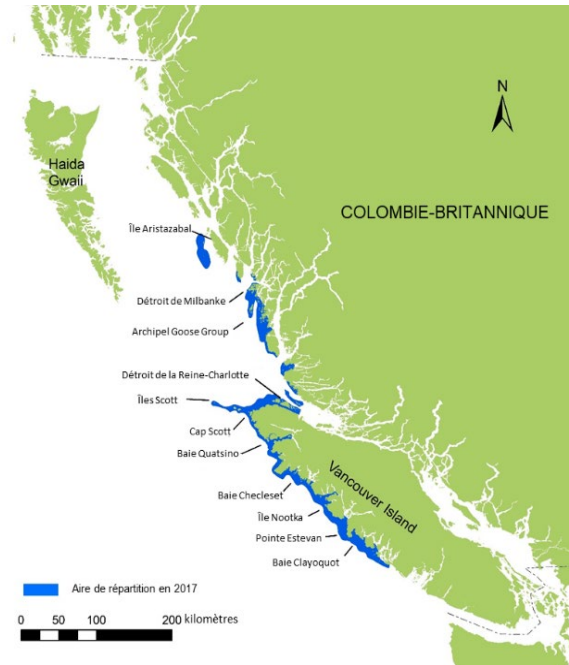 N
Haida
Gwaii
COLOMBIE-BRITANNIQUE
Île Aristazabal
Détroit de Milbanke
Archipel Goose Group
Détroit de la Reine-Charlotte
Îles Scott
Cap Scott
Baie Quatsino
Vancouver Island
Baie Checleset
Île Nootka
Pointe Estevan
Baie Clayoquot
Aire de répartition en 2017
0 50 100 200 kilomètres